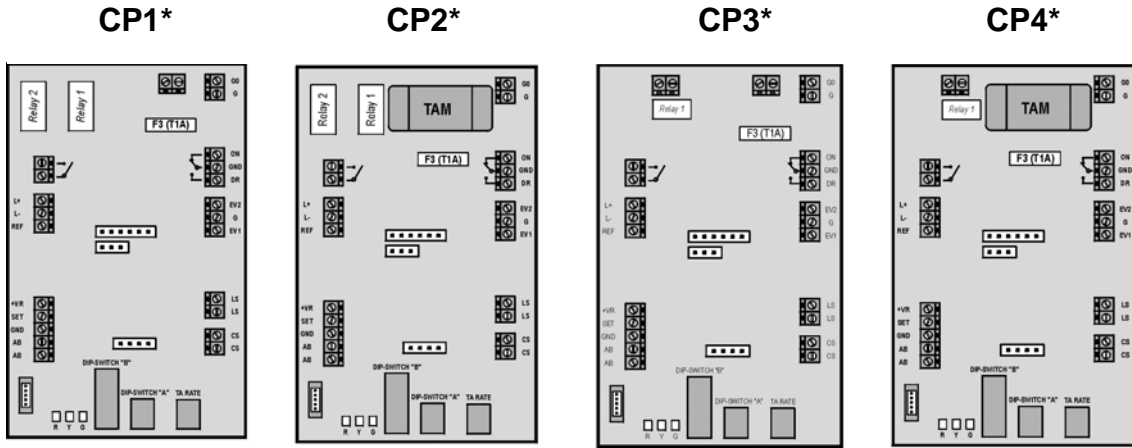 CP1*
CP2*
CP3*
CP4*
Relay 2
Relay 1
G0
G
F3 (T1A)
ON
GND
DR
L+
L-
REF
EV2
G
EV1
+VR
SET
GND
AB
AB
LS
LS
CS
CS
DIP-SWITCH "B"
DIP-SWITCH "A"
TA RATE
R Y G
Relay 2
Relay 1
TAM
G0
G
F3 (T1A)
ON
GND
DR
L+
L-
REF
EV2
G
EV1
+VR
SET
GND
AB
AB
LS
LS
CS
CS
DIP-SWITCH "B"
DIP-SWITCH "A"
TA RATE
R Y G
Relay 1
G0
G
F3 (T1A)
ON
GND
DR
L+
L-
REF
EV2
G
EV1
+VR
SET
GND
AB
AB
LS
LS
CS
CS
DIP-SWITCH "B"
DIP-SWITCH "A"
TA RATE
R Y G
Relay 1
TAM
G0
G
F3 (T1A)
ON
GND
DR
L+
L-
REF
EV2
G
EV1
+VR
SET
GND
AB
AB
LS
LS
CS
CS
DIP-SWITCH "B"
DIP-SWITCH "A"
TA RATE
R Y G